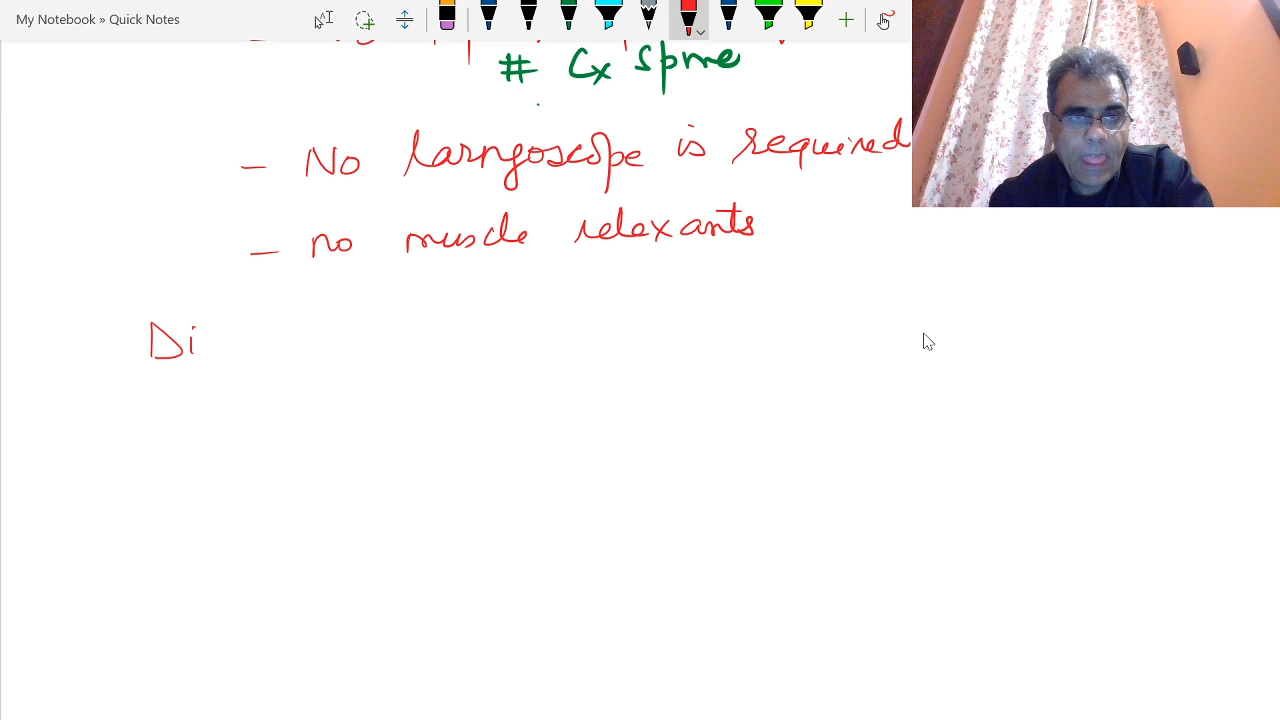 My Notebook » Quick Notes
# Cx Spine
- No laryngoscope is required
- no muscle relaxants
Di